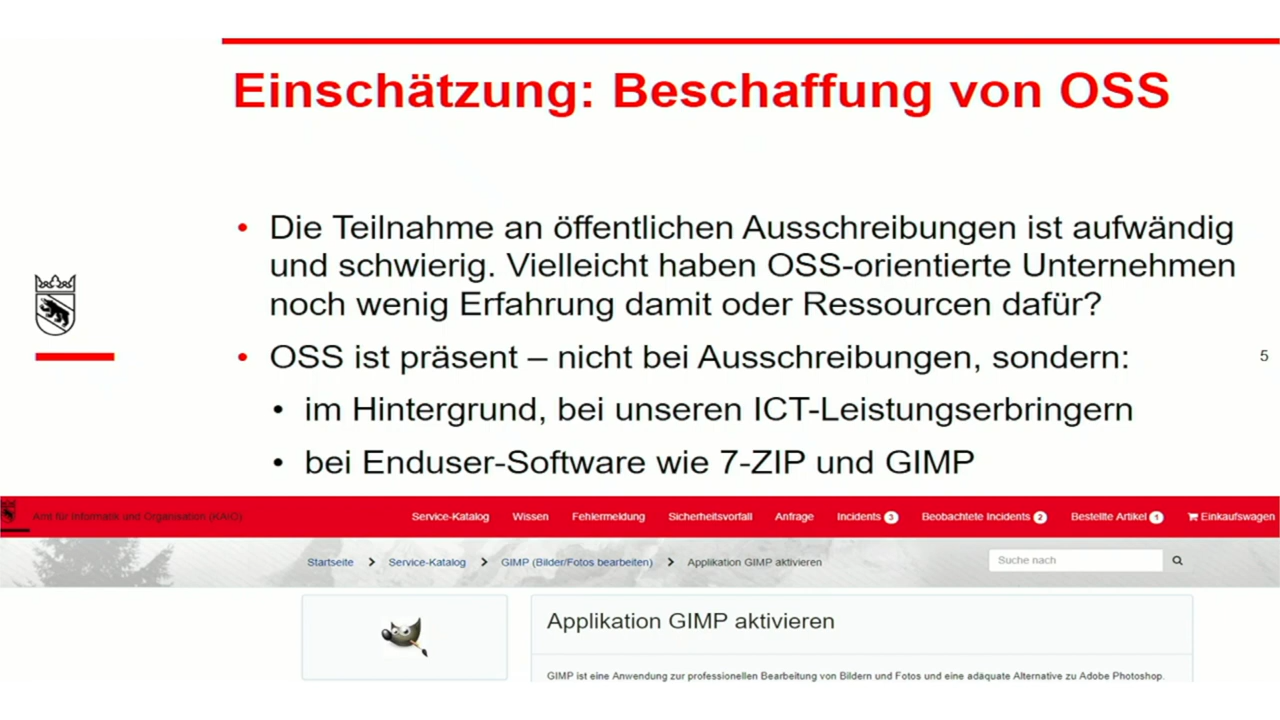 Einschätzung: Beschaffung von OSS
• Die Teilnahme an öffentlichen Ausschreibungen ist aufwändig
und schwierig. Vielleicht haben OSS-orientierte Unternehmen
noch wenig Erfahrung damit oder Ressourcen dafür?
• OSS ist präsent – nicht bei Ausschreibungen, sondern:
5
• im Hintergrund, bei unseren ICT-Leistungserbringern
• bei Enduser-Software wie 7-ZIP und GIMP
Amt für Informatik und Organisation (KAIO) Service-Katalog Wissen Fehlermeldung Sicherheitsvorfall Anfrage Incidents 3 Beobachtete Incidents 2 Bestellte Artikel 1 Einkaufswagen
Startseite > Service-Katalog > GIMP (Bilder/Fotos bearbeiten) > Applikation GIMP aktivieren Suche nach
Applikation GIMP aktivieren
GIMP ist eine Anwendung zur professionellen Bearbeitung von Bildern und Fotos und eine adäquate Alternative zu Adobe Photoshop.